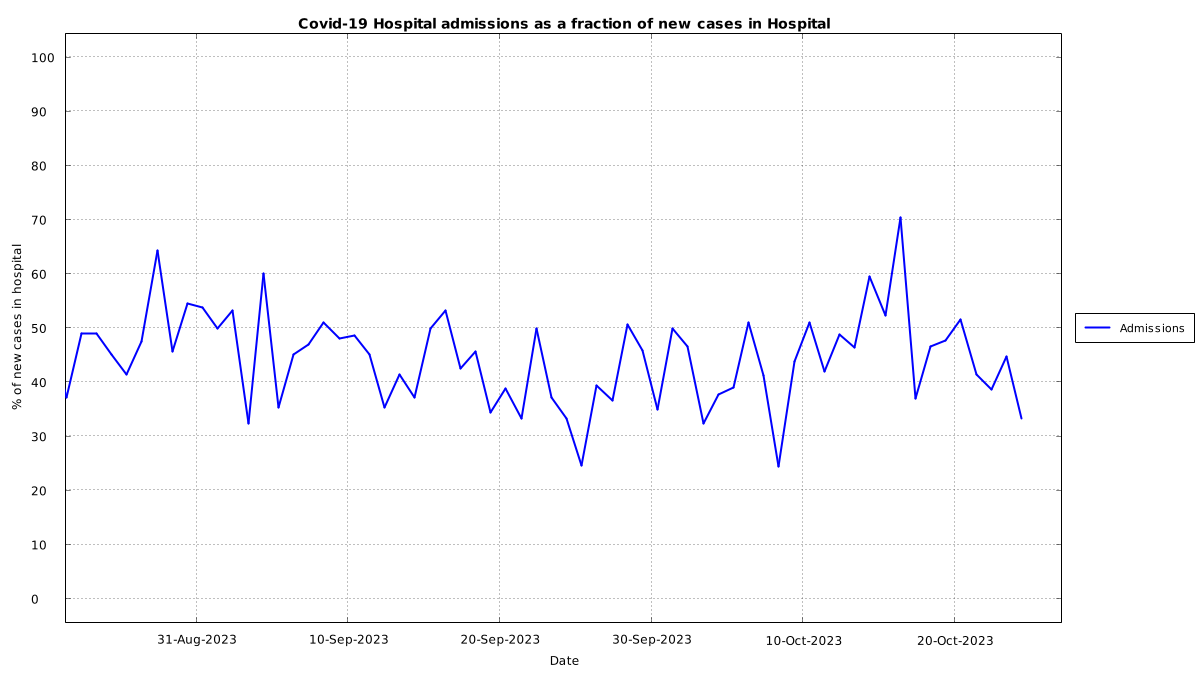 Covid-19 Hospital admissions as a fraction of new cases in Hospital
100
90
80
70
60
50
40
30
20
10
0
% of new cases in hospital
31-Aug-2023
10-Sep-2023
20-Sep-2023
30-Sep-2023
10-Oct-2023
20-Oct-2023
Date
Admissions